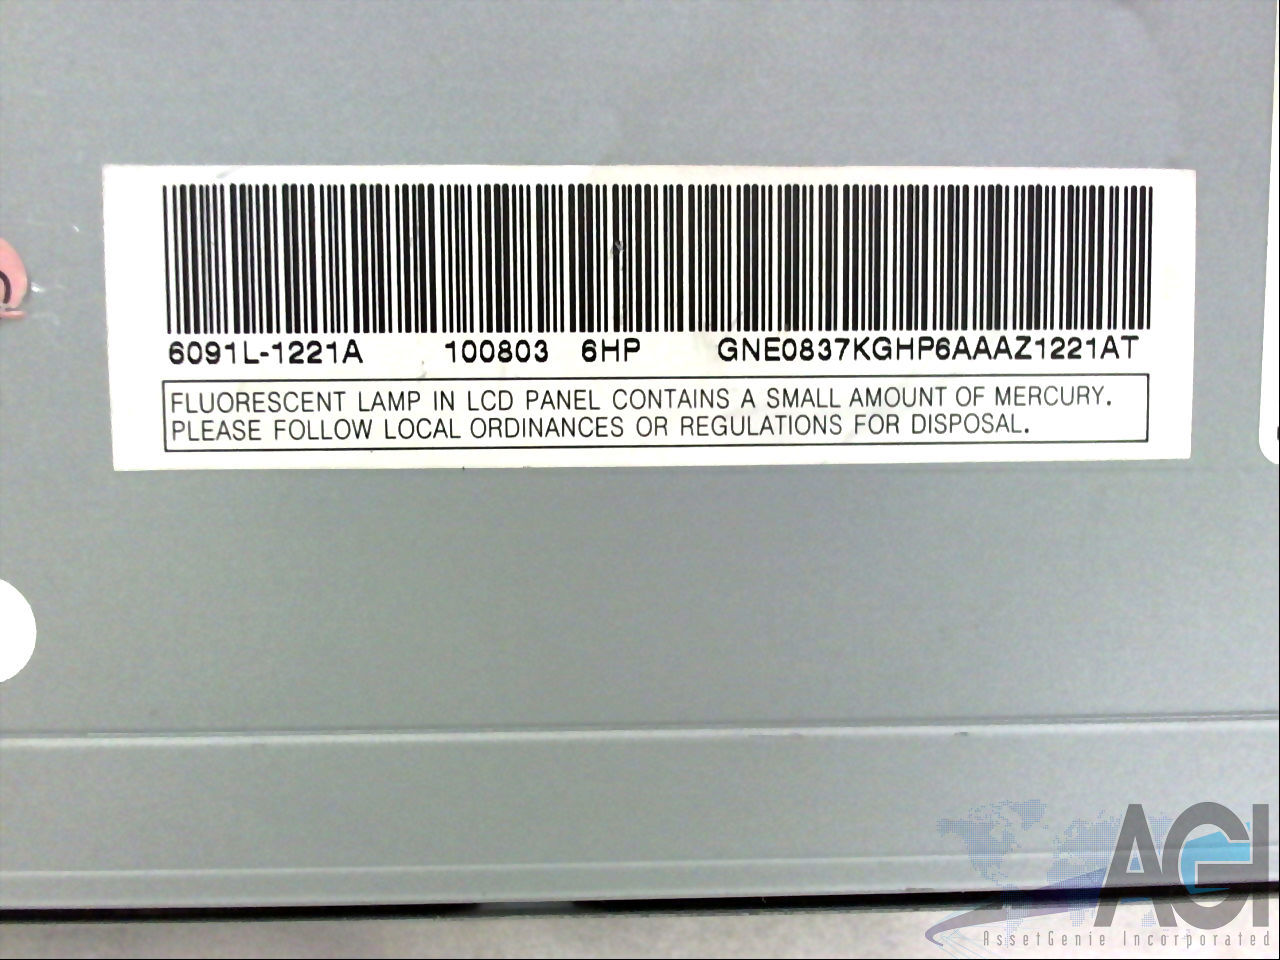 6091L-1221A 100803 6HP GNE0837KGHP6AAAZ1221AT
FLUORESCENT LAMP IN LCD PANEL CONTAINS A SMALL AMOUNT OF MERCURY.
PLEASE FOLLOW LOCAL ORDINANCES OR REGULATIONS FOR DISPOSAL.
AGI
AssetGenie Incorporated